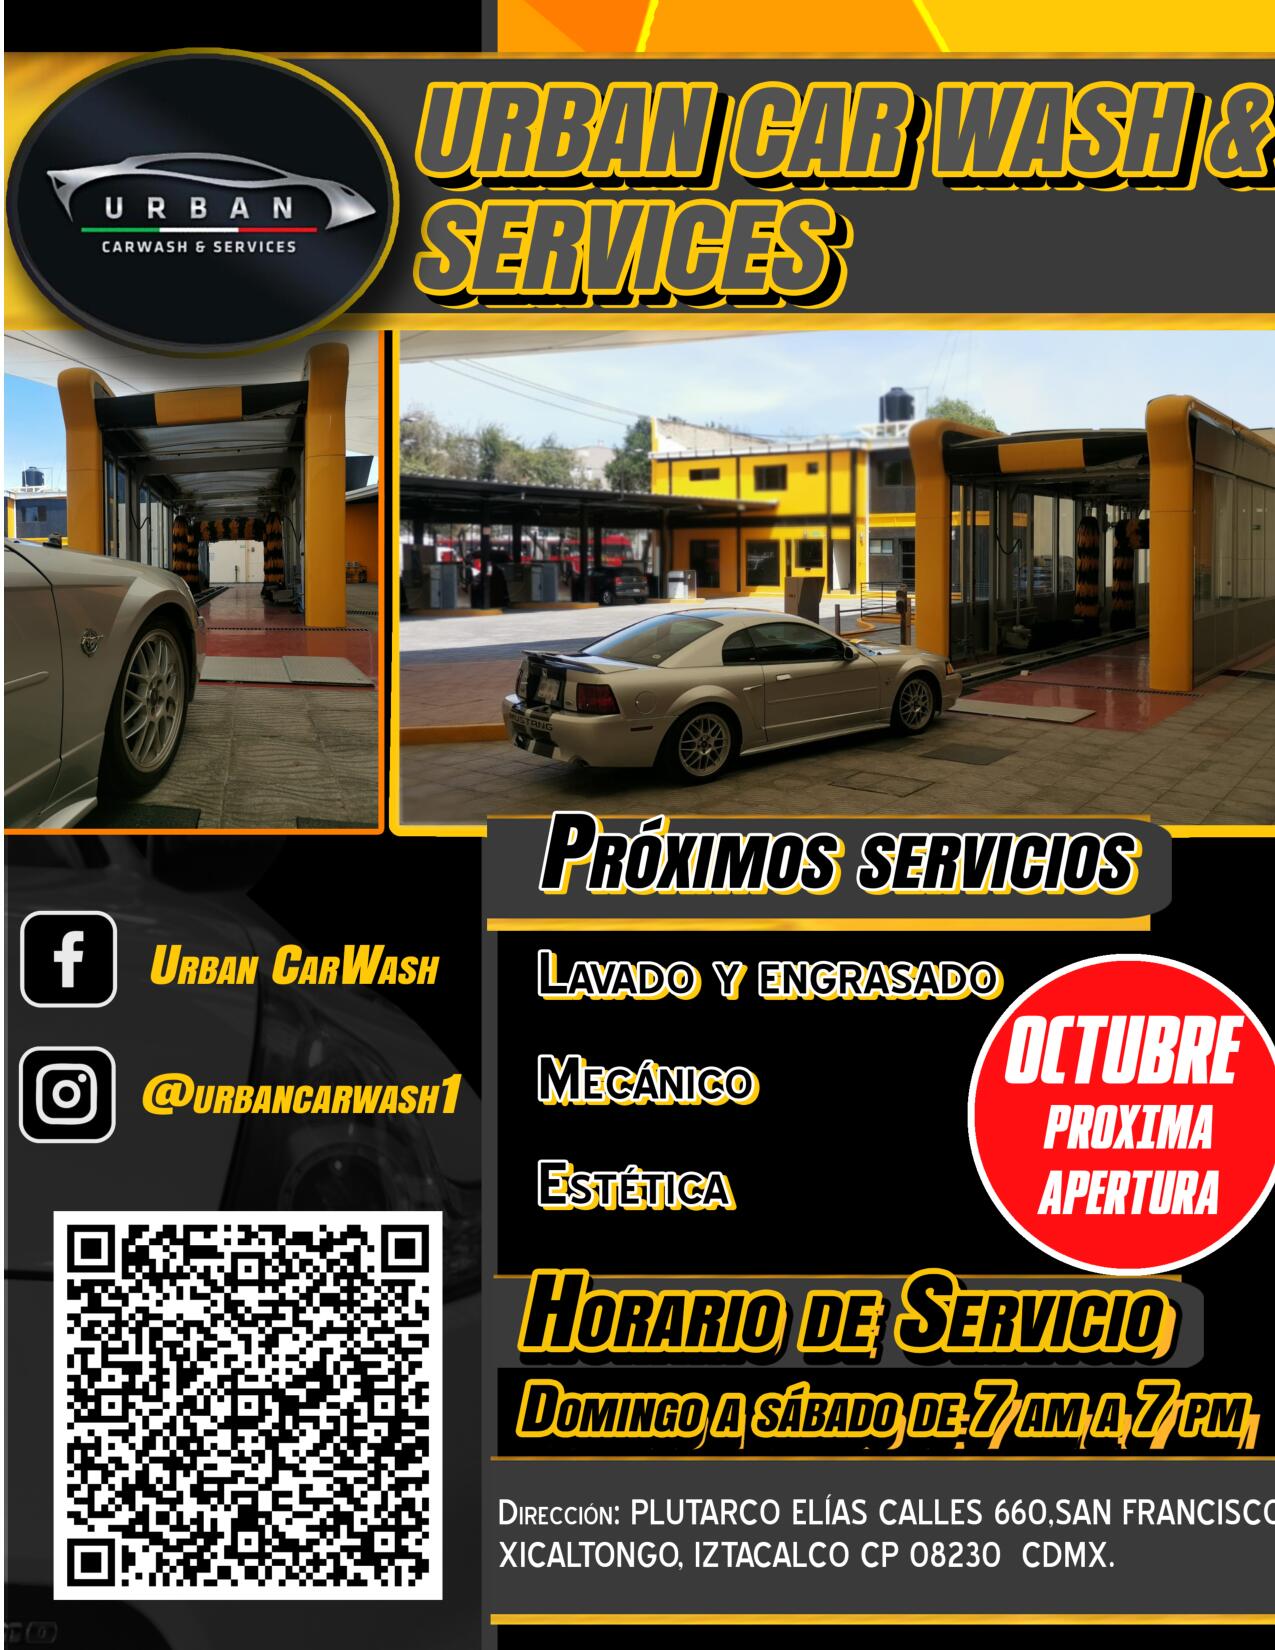 URBAN CAR WASH &
SERVICES
URBAN
CARWASH & SERVICES
MUSTANG
PRÓXIMOS SERVICIOS
LAVADO Y ENGRASADO
MECÁNICO
ESTÉTICA
OCTUBRE
PROXIMA
APERTURA
URBAN CARWASH
@URBANCARWASH1
HORARIO DE SERVICIO
DOMINGO A SÁBADO DE 7 AM A 7 PM
DIRECCIÓN: PLUTARCO ELÍAS CALLES 660,SAN FRANCISCO
XICALTONGO, IZTACALCO CP 08230 CDMX.